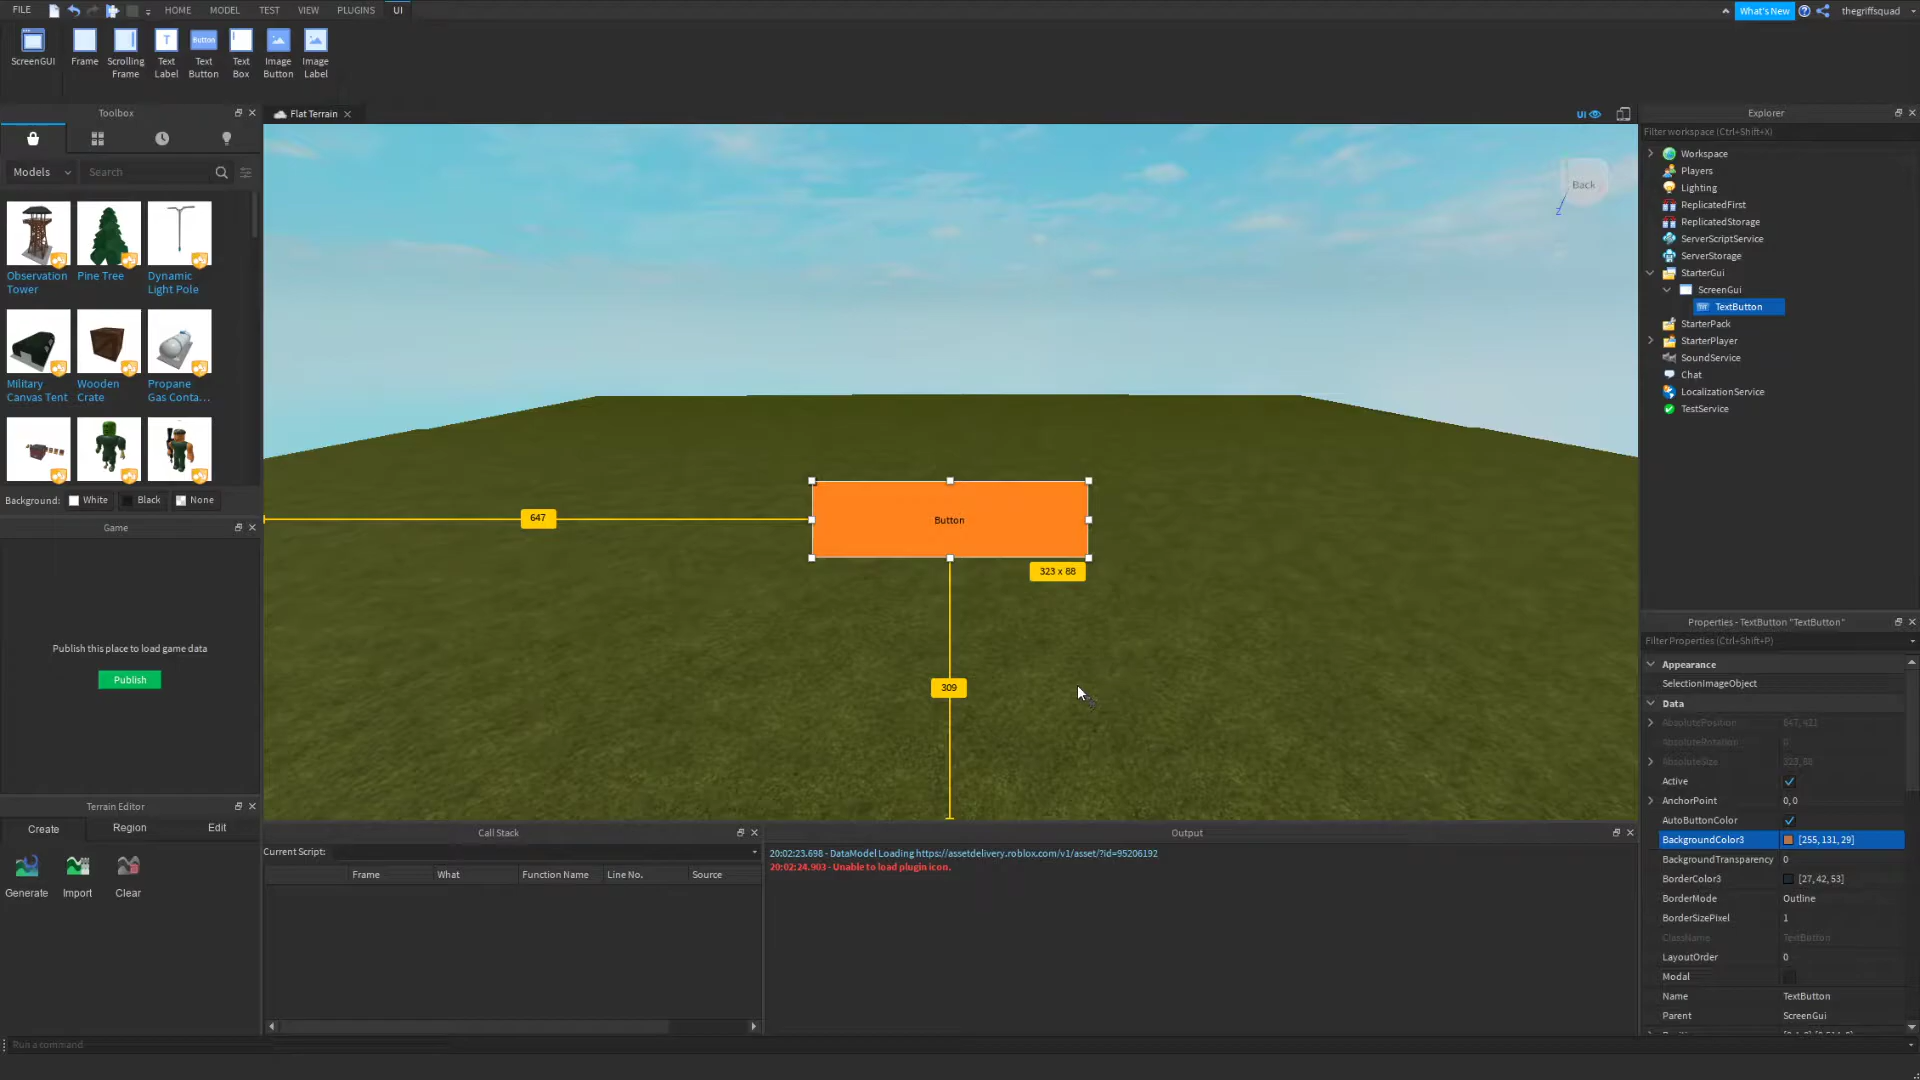 FILE
HOME
MODEL
TEST
VIEW
PLUGINS
UI
What's New
thegriffsquad
ScreenGUI
Frame
Scrolling Frame
Text Label
Text Button
Text Box
Image Button
Image Label
Button
Toolbox
Models
Search
Observation Tower
Pine Tree
Dynamic Light Pole
Military Canvas Tent
Wooden Crate
Propane Gas Conta...
Background:
White
Black
None
Game
Publish this place to load game data
Publish
Terrain Editor
Create
Region
Edit
Generate
Import
Clear
Run a command
Flat Terrain
UI
Back
647
Button
323 x 88
309
Call Stack
Current Script:
Frame
What
Function Name
Line No.
Source
Output
20:02:23.698 - DataModel Loading https://assetdelivery.roblox.com/v1/asset/?id=95206192
20:02:24.903 - Unable to load plugin icon.
Explorer
Filter workspace (Ctrl+Shift+X)
Workspace
Players
Lighting
ReplicatedFirst
ReplicatedStorage
ServerScriptService
ServerStorage
StarterGui
ScreenGui
TextButton
StarterPack
StarterPlayer
SoundService
Chat
LocalizationService
TestService
Properties - TextButton "TextButton"
Filter Properties (Ctrl+Shift+P)
Appearance
SelectionImageObject
Data
AbsolutePosition 647, 421
AbsoluteRotation 0
AbsoluteSize 323, 88
Active
AnchorPoint 0, 0
AutoButtonColor
BackgroundColor3 [255, 131, 29]
BackgroundTransparency 0
BorderColor3 [27, 42, 53]
BorderMode Outline
BorderSizePixel 1
ClassName TextButton
LayoutOrder 0
Modal
Name TextButton
Parent ScreenGui